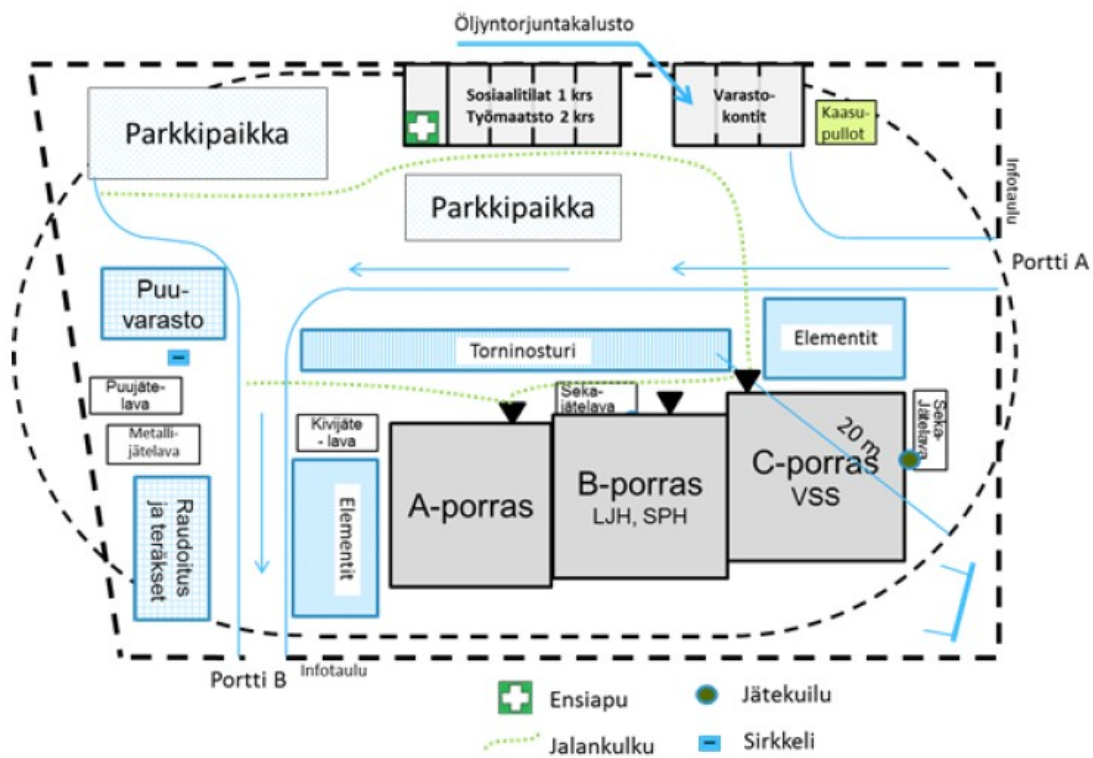 Öljyntorjuntakalusto
Parkkipaikka
Sosiaalitilat 1 krs
Työmaatsto 2 krs
Varasto-
kontit
Kaasu-
pullot
Infotaulu
Parkkipaikka
Portti A
Puu-
varasto
Torninosturi
Elementit
Puujäte-
lava
Seka-
jätelava
Seka-
Jätelava
Metalli-
jätelava
Kivijäte
- lava
20 m
A-porras
B-porras
LJH, SPH
C-porras
VSS
Raudoitus
ja teräkset
Elementit
Portti B
Infotaulu
Ensiapu
Jätekuilu
Jalankulku
Sirkkeli